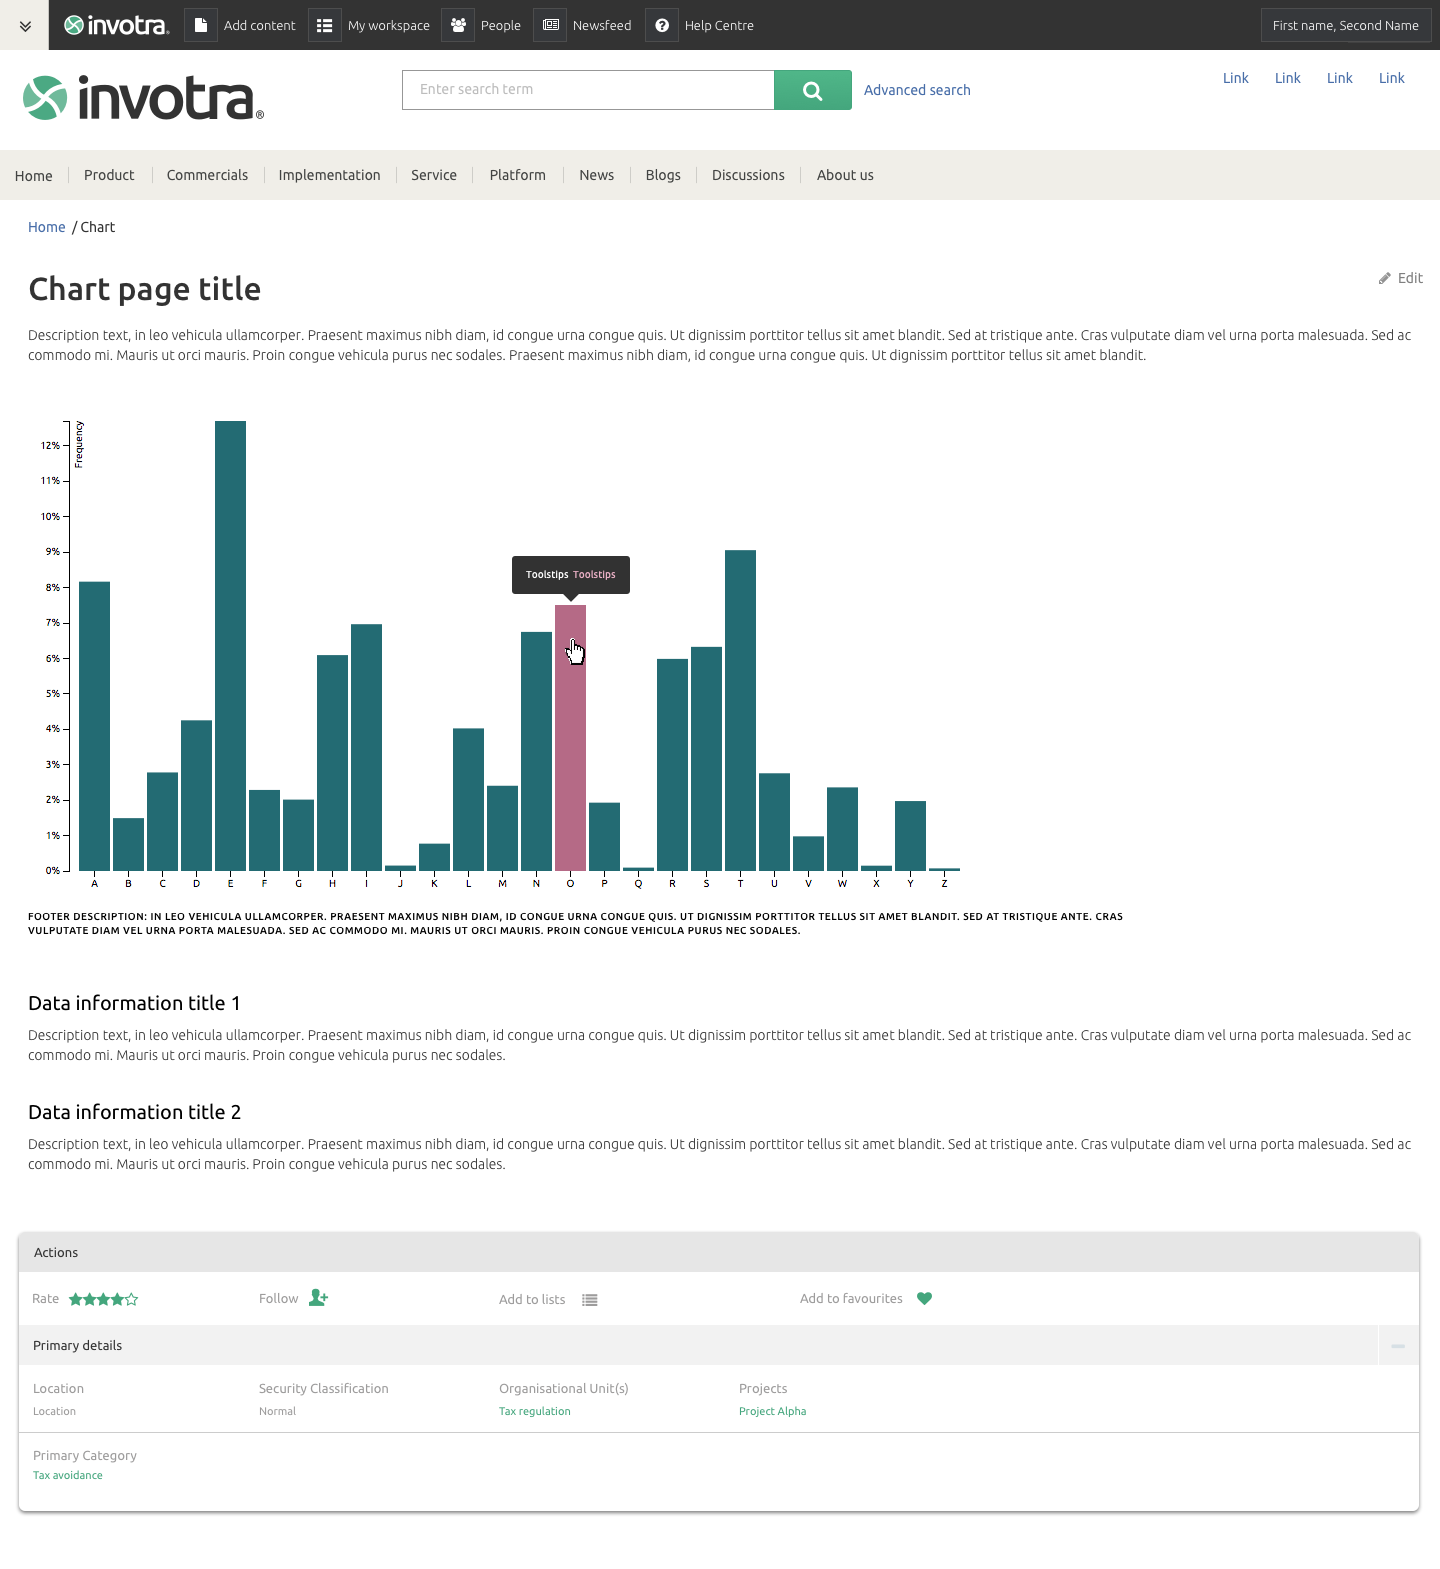 invotra® Add content My workspace People Newsfeed Help Centre First name, Second Name
invotra® Enter search term Advanced search Link Link Link Link
Home Product Commercials Implementation Service Platform News Blogs Discussions About us
Home / Chart
Chart page title
Edit
Description text, in leo vehicula ullamcorper. Praesent maximus nibh diam, id congue urna congue quis. Ut dignissim porttitor tellus sit amet blandit. Sed at tristique ante. Cras vulputate diam vel urna porta malesuada. Sed ac
commodo mi. Mauris ut orci mauris. Proin congue vehicula purus nec sodales. Praesent maximus nibh diam, id congue urna congue quis. Ut dignissim porttitor tellus sit amet blandit.
Frequency
12%
11%
10%
9%
8%
7%
6%
5%
4%
3%
2%
1%
0%
Toolstips Toolstips
A B C D E F G H I J K L M N O P Q R S T U V W X Y Z
FOOTER DESCRIPTION: IN LEO VEHICULA ULLAMCORPER. PRAESENT MAXIMUS NIBH DIAM, ID CONGUE URNA CONGUE QUIS. UT DIGNISSIM PORTTITOR TELLUS SIT AMET BLANDIT. SED AT TRISTIQUE ANTE. CRAS
VULPUTATE DIAM VEL URNA PORTA MALESUADA. SED AC COMMODO MI. MAURIS UT ORCI MAURIS. PROIN CONGUE VEHICULA PURUS NEC SODALES.
Data information title 1
Description text, in leo vehicula ullamcorper. Praesent maximus nibh diam, id congue urna congue quis. Ut dignissim porttitor tellus sit amet blandit. Sed at tristique ante. Cras vulputate diam vel urna porta malesuada. Sed ac
commodo mi. Mauris ut orci mauris. Proin congue vehicula purus nec sodales.
Data information title 2
Description text, in leo vehicula ullamcorper. Praesent maximus nibh diam, id congue urna congue quis. Ut dignissim porttitor tellus sit amet blandit. Sed at tristique ante. Cras vulputate diam vel urna porta malesuada. Sed ac
commodo mi. Mauris ut orci mauris. Proin congue vehicula purus nec sodales.
Actions
Rate Follow Add to lists Add to favourites
Primary details
Location Security Classification Organisational Unit(s) Projects
Location Normal Tax regulation Project Alpha
Primary Category
Tax avoidance